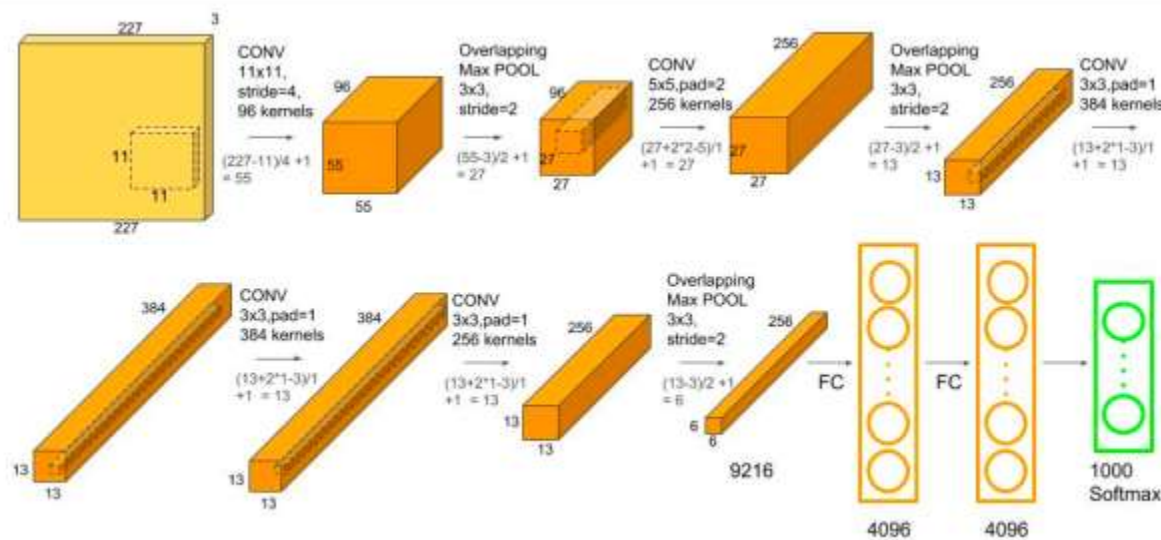 227
3
11
11
227
CONV
11x11,
stride=4,
96 kernels
(227-11)/4 +1
= 55
96
55
55
Overlapping
Max POOL
3x3,
stride=2
(55-3)/2 +1
= 27
96
27
27
CONV
5x5,pad=2
256 kernels
(27+2*2-5)/1
+1 = 27
256
27
27
Overlapping
Max POOL
3x3,
stride=2
(27-3)/2 +1
= 13
256
13
13
CONV
3x3,pad=1
384 kernels
(13+2*1-3)/1
+1 = 13
384
13
13
CONV
3x3,pad=1
384 kernels
(13+2*1-3)/1
+1 = 13
384
13
13
CONV
3x3,pad=1
256 kernels
(13+2*1-3)/1
+1 = 13
256
13
13
Overlapping
Max POOL
3x3,
stride=2
(13-3)/2 +1
= 6
256
6
6
9216
FC
4096
FC
4096
1000
Softmax